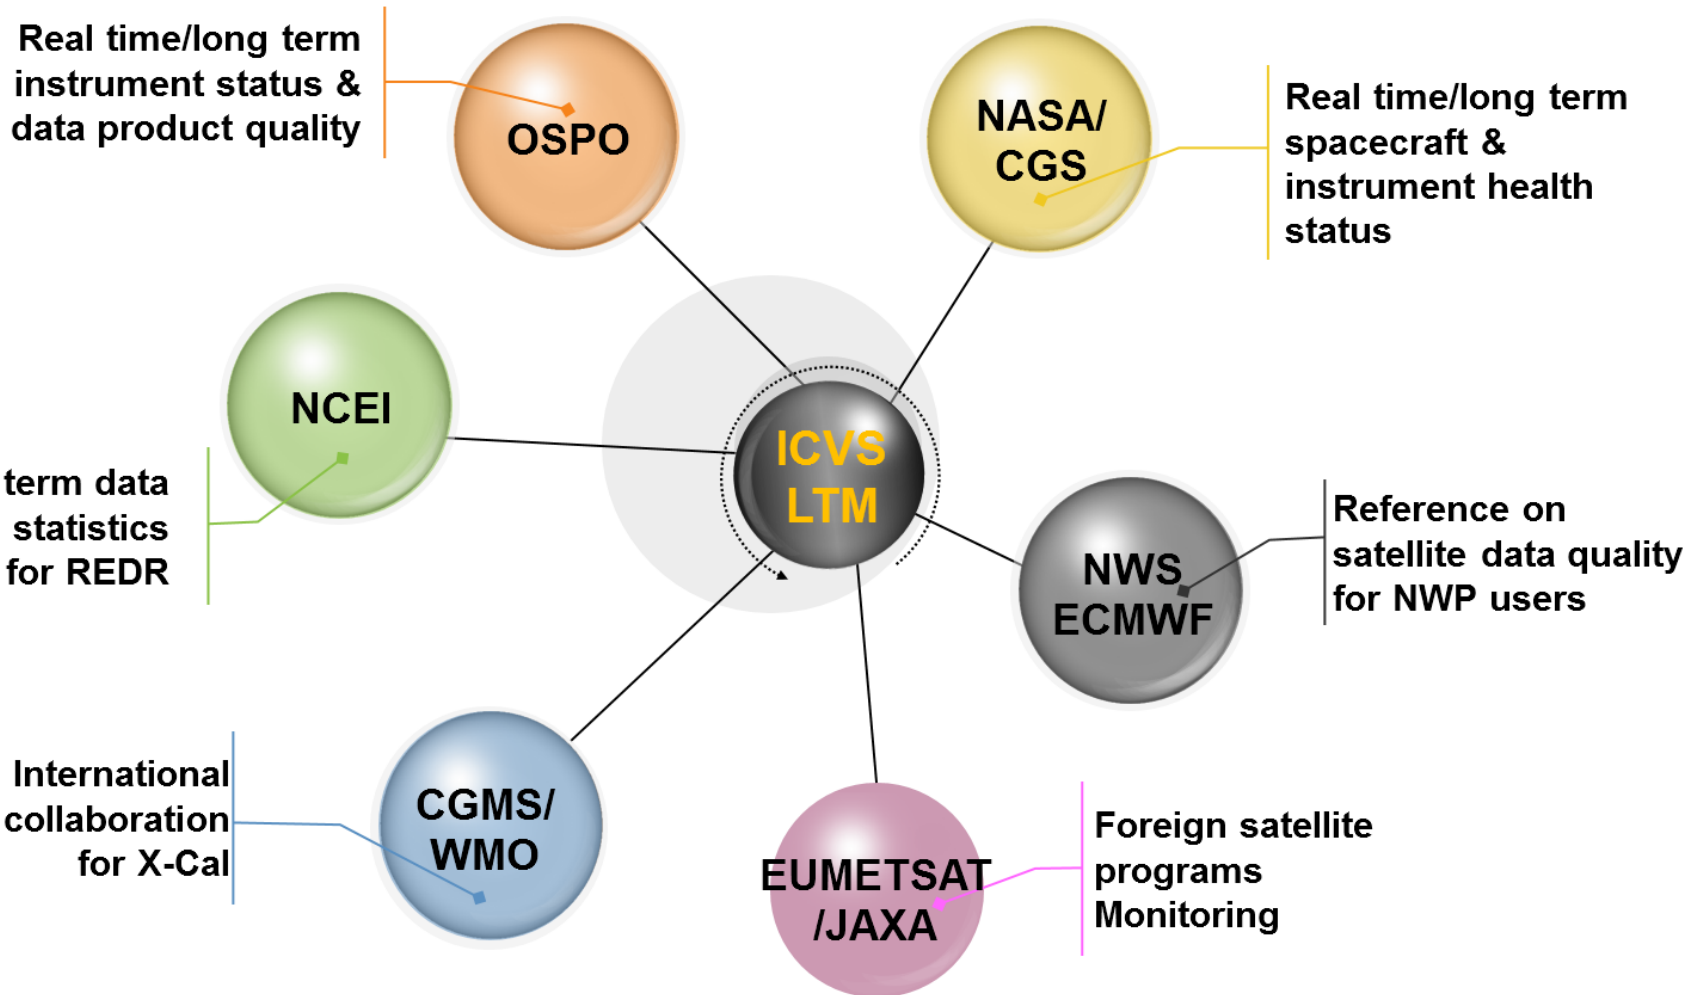 Real time/long term
instrument status &
data product quality
OSPO
NASA/
CGS
Real time/long term
spacecraft &
instrument health
status
NCEI
term data
statistics
for REDR
ICVS
LTM
NWS
ECMWF
Reference on
satellite data quality
for NWP users
International
collaboration
for X-Cal
CGMS/
WMO
EUMETSAT
/JAXA
Foreign satellite
programs
Monitoring